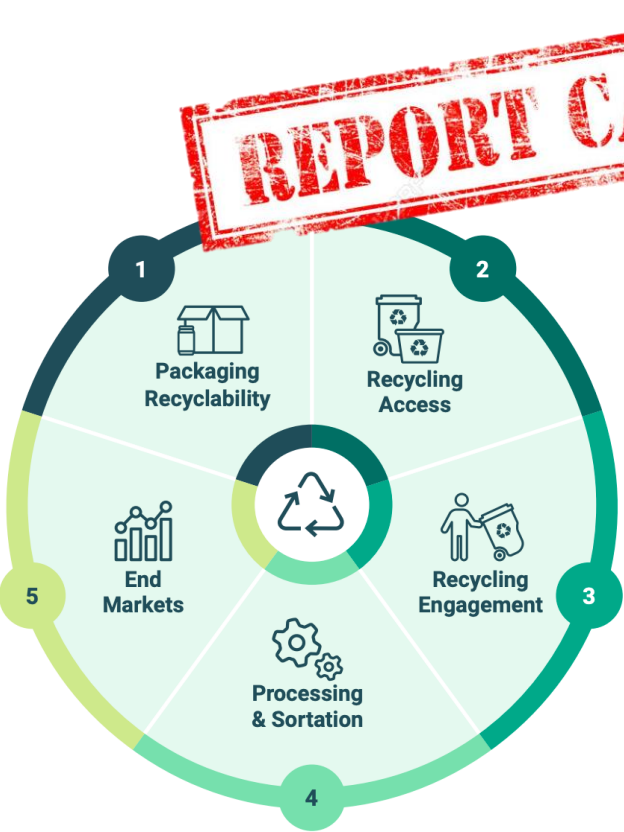 REPORT
1
2
Packaging
Recyclability
Recycling
Access
5
End
Markets
Recycling
Engagement
3
Processing
& Sortation
4